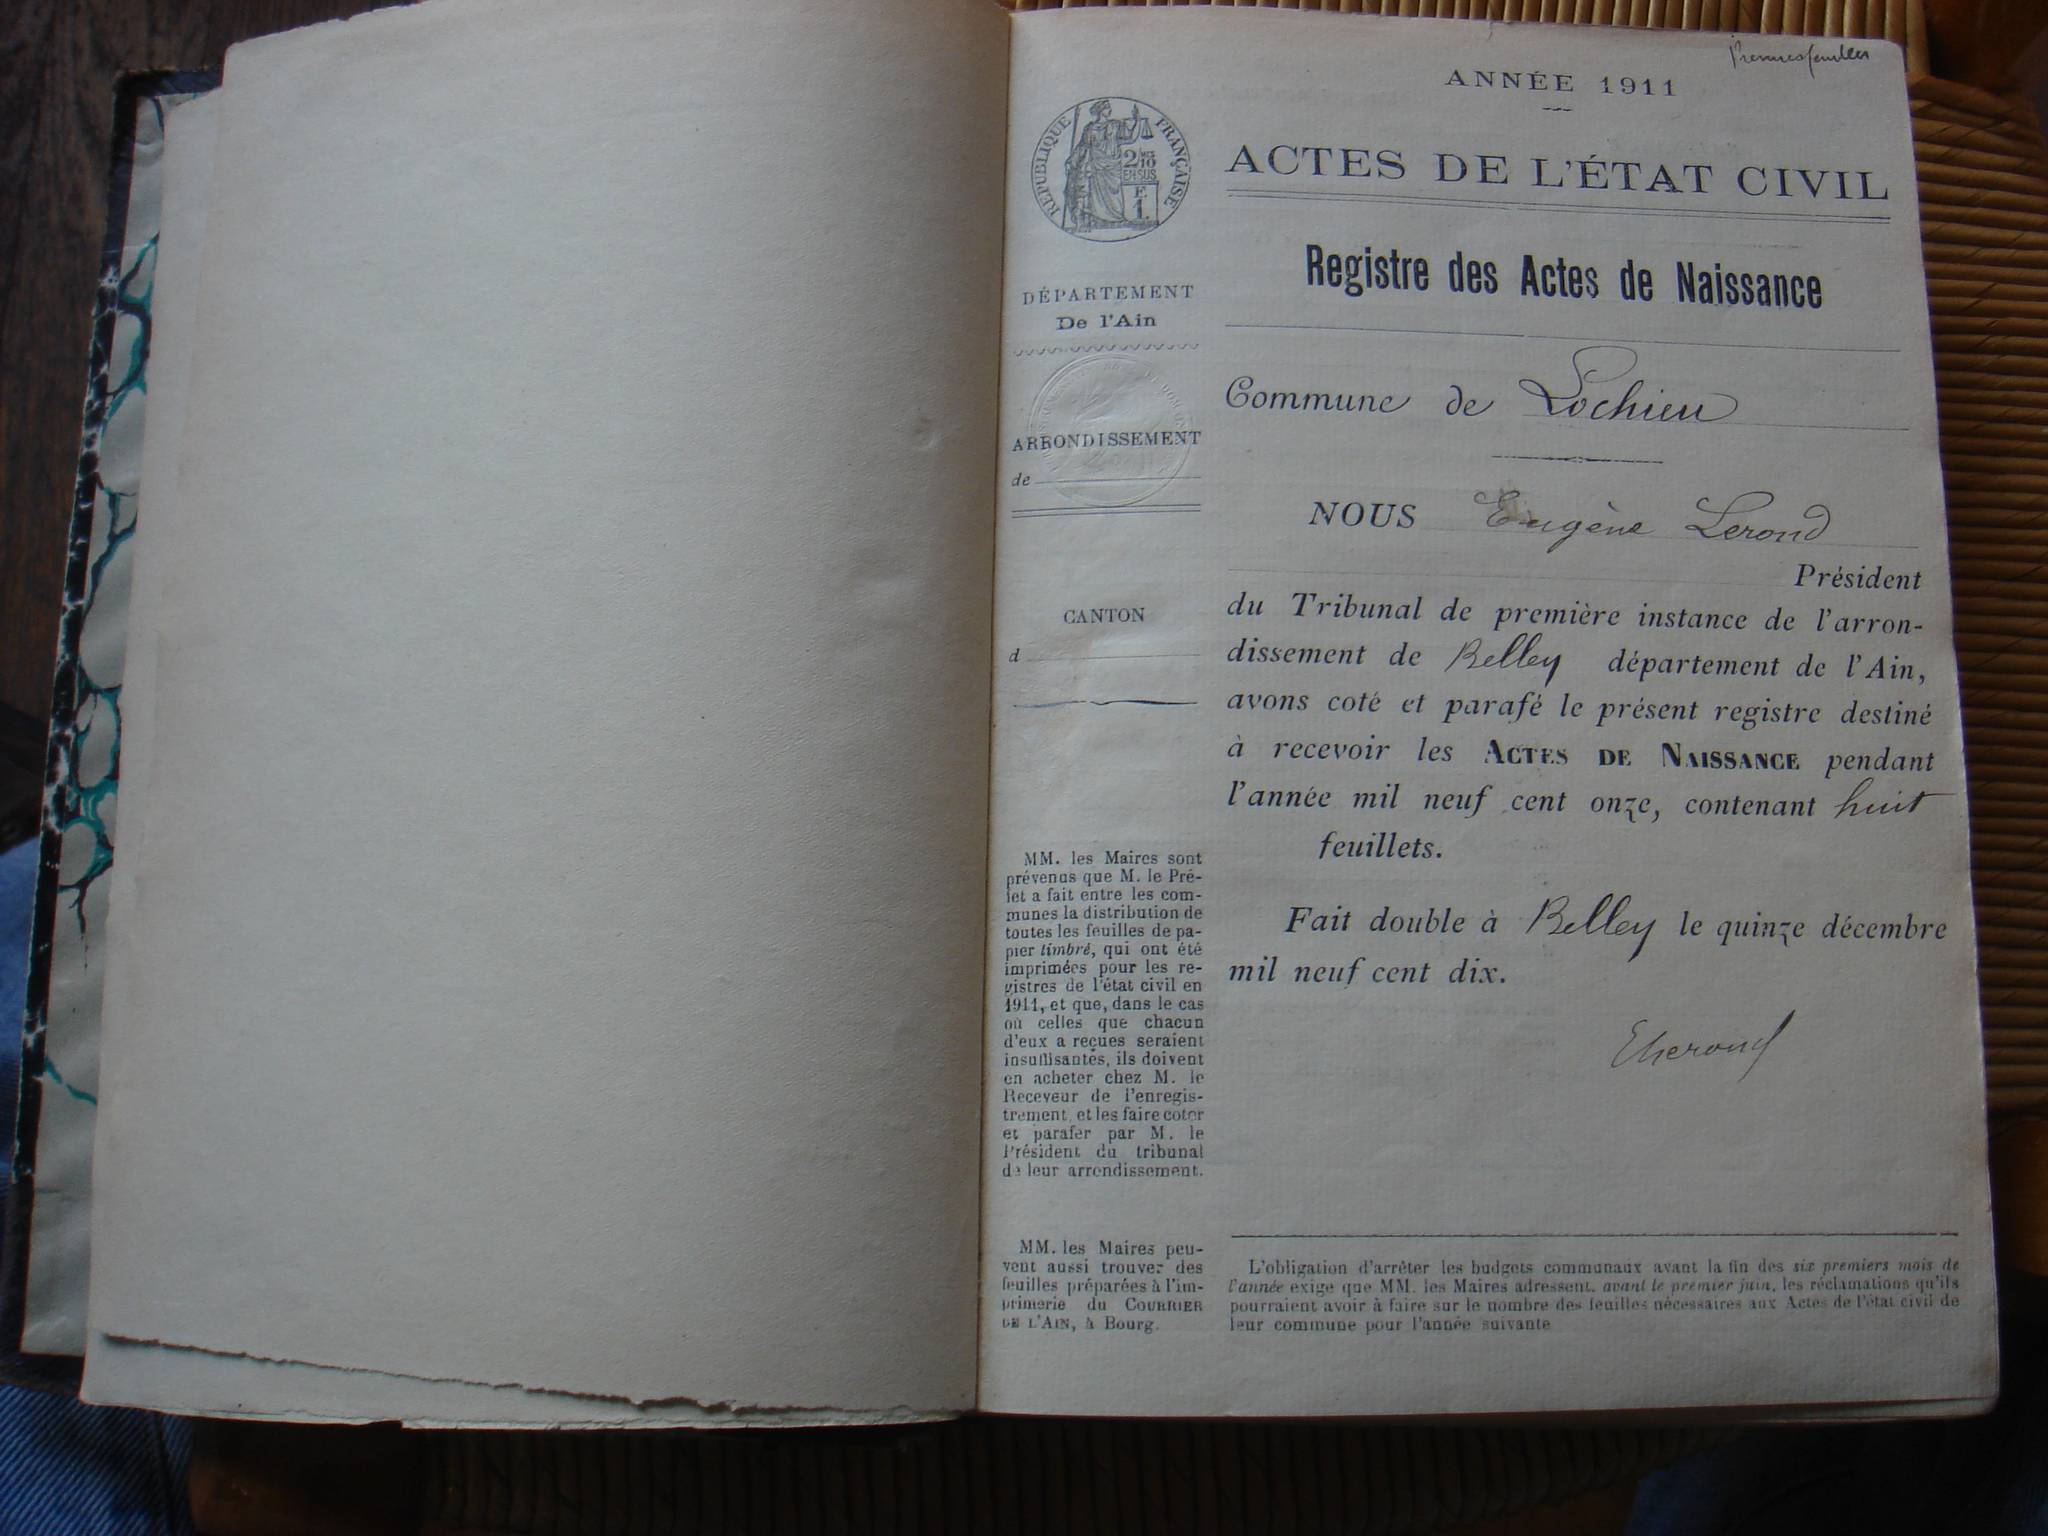 Premier feuillet
ANNÉE 1911
ACTES DE L'ÉTAT CIVIL
Registre des Actes de Naissance
Commune de Lochieu
NOUS Eugène Lerond
Président
du Tribunal de première instance de l'arron-
dissement de Belley département de l'Ain,
avons coté et parafé le présent registre destiné
à recevoir les ACTES DE NAISSANCE pendant
l'année mil neuf cent onze, contenant huit
feuillets.
Fait double à Belley le quinze décembre
mil neuf cent dix.
ELerond
RÉPUBLIQUE FRANÇAISE
2/10
EN SUS
F.
1.
DÉPARTEMENT
De l'Ain
ARRONDISSEMENT
de
CANTON
d
MM. les Maires sont
prévenus que M. le Pré-
fet a fait entre les com-
munes la distribution de
toutes les feuilles de pa-
pier timbré, qui ont été
imprimées pour les re-
gistres de l'état civil en
1911, et que, dans le cas
où celles que chacun
d'eux a reçues seraient
insuffisantes, ils doivent
en acheter chez M. le
Receveur de l'enregis-
trement, et les faire coter
et parafer par M. le
Président du tribunal
de leur arrondissement.
MM. les Maires peu-
vent aussi trouver des
feuilles préparées à l'im-
primerie du COURRIER
DE L'AIN, à Bourg.
L'obligation d'arrêter les budgets communaux avant la fin des six premiers mois de
l'année exige que MM. les Maires adressent, avant le premier juin, les réclamations qu'ils
pourraient avoir à faire sur le nombre des feuilles nécessaires aux Actes de l'état civil de
leur commune pour l'année suivante